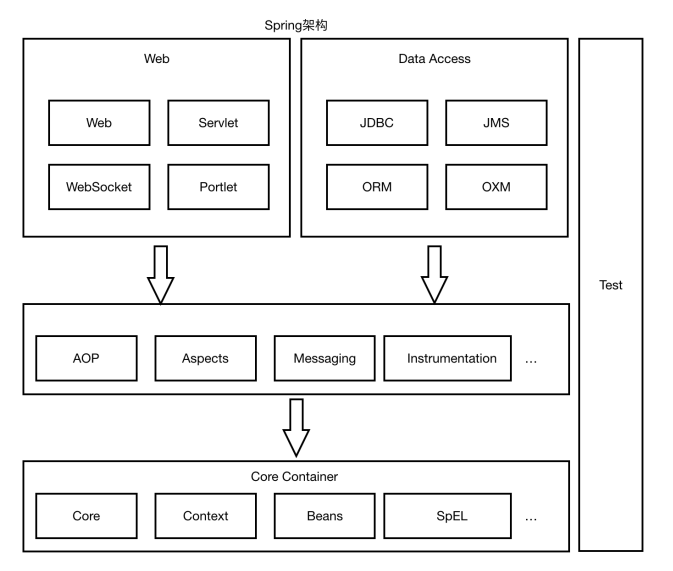 Spring架构
Web
Data Access
Web
Servlet
JDBC
JMS
WebSocket
Portlet
ORM
OXM
Test
AOP
Aspects
Messaging
Instrumentation
...
Core Container
Core
Context
Beans
SpEL
...